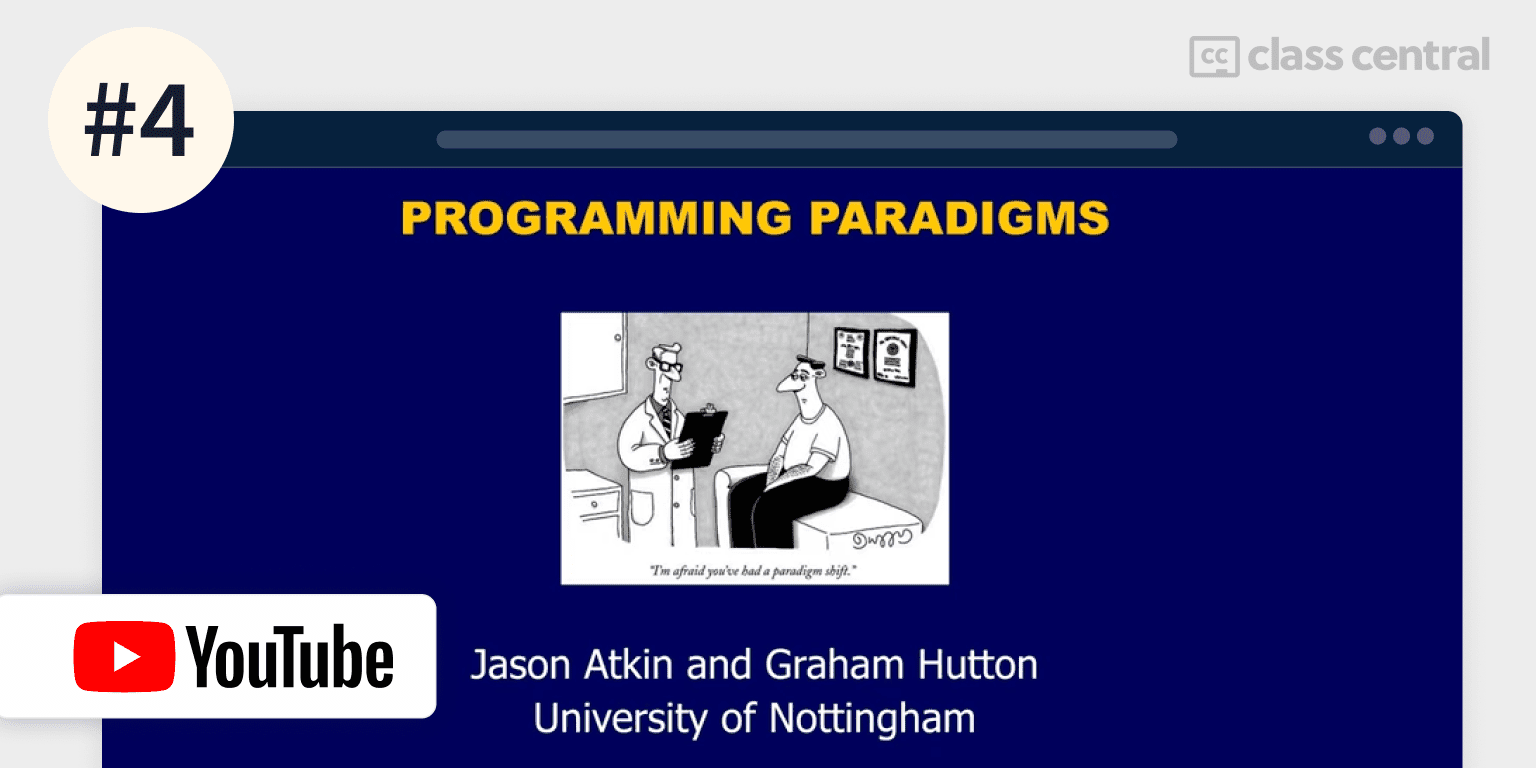 #4
cc class central
PROGRAMMING PARADIGMS
"I'm afraid you've had a paradigm shift."
YouTube
Jason Atkin and Graham Hutton
University of Nottingham